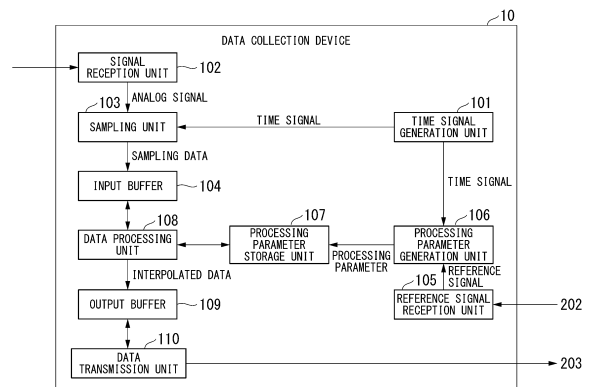 10
DATA COLLECTION DEVICE
SIGNAL
RECEPTION UNIT
102
ANALOG SIGNAL
103
SAMPLING UNIT
TIME SIGNAL
101
TIME SIGNAL
GENERATION UNIT
SAMPLING DATA
INPUT BUFFER
104
TIME SIGNAL
108
DATA PROCESSING
UNIT
107
PROCESSING
PARAMETER
STORAGE UNIT
PROCESSING
PARAMETER
106
PROCESSING
PARAMETER
GENERATION UNIT
REFERENCE
SIGNAL
105
REFERENCE SIGNAL
RECEPTION UNIT
202
INTERPOLATED DATA
OUTPUT BUFFER
109
110
DATA
TRANSMISSION UNIT
203